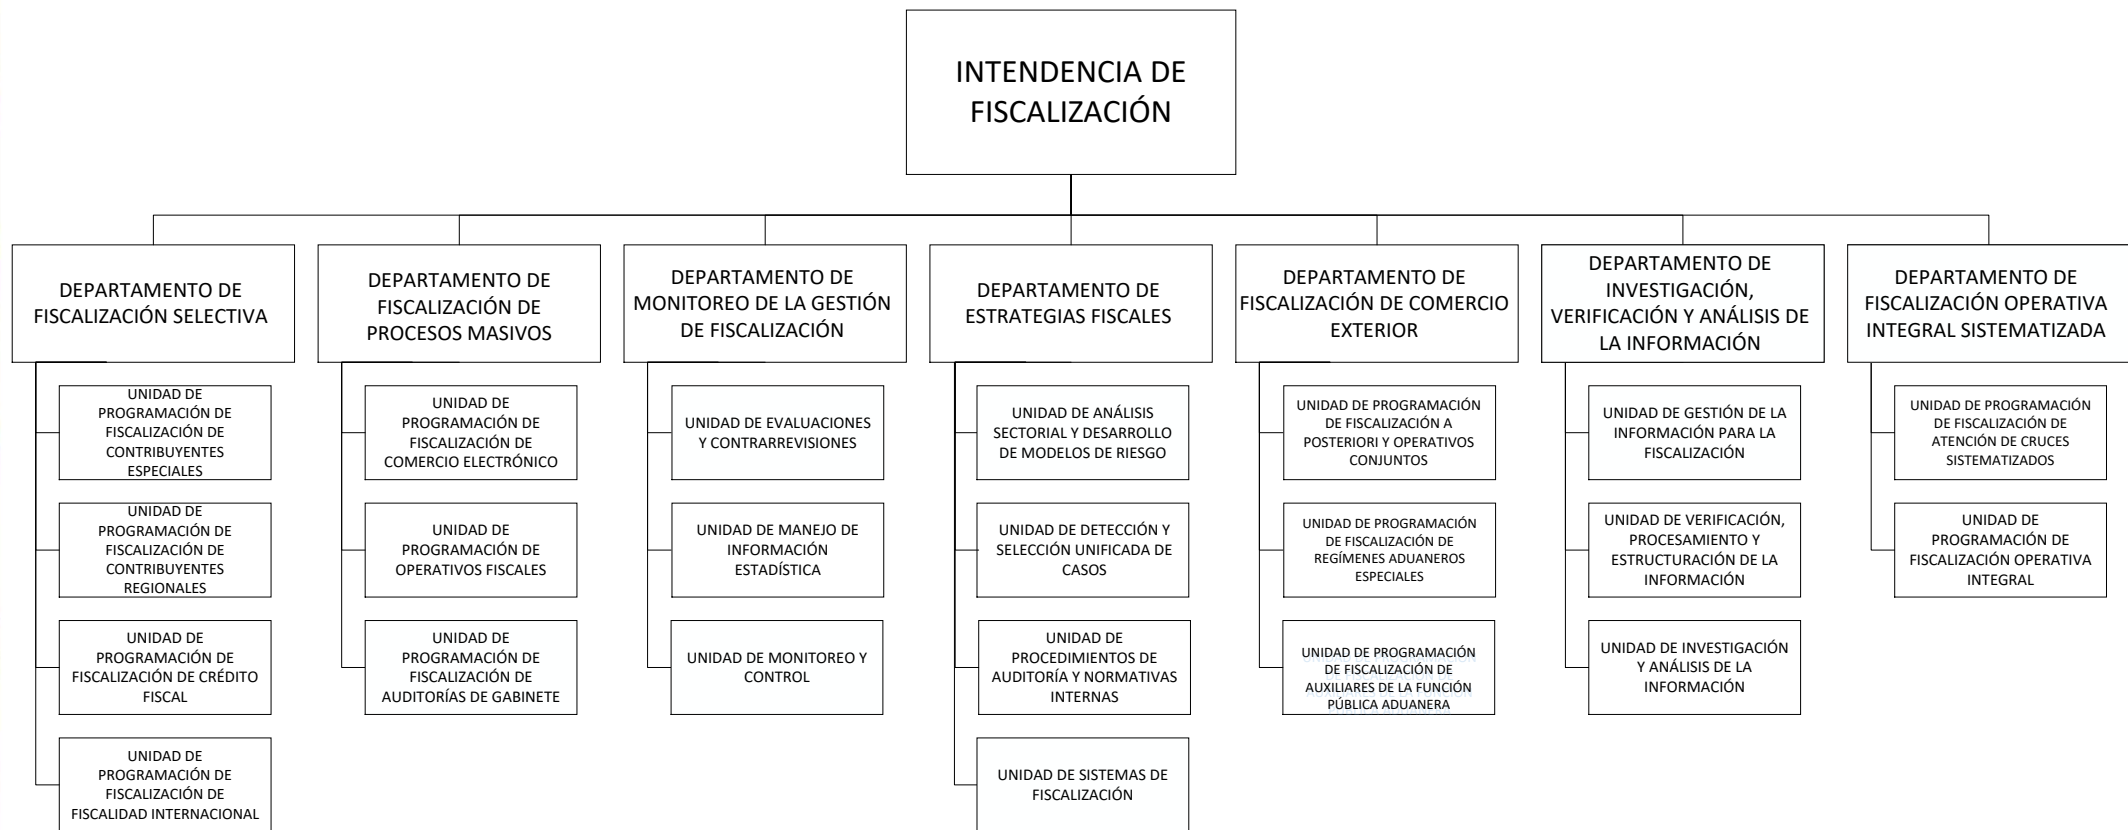 INTENDENCIA DE
FISCALIZACIÓN
DEPARTAMENTO DE
FISCALIZACIÓN SELECTIVA
DEPARTAMENTO DE
FISCALIZACIÓN DE
PROCESOS MASIVOS
DEPARTAMENTO DE
MONITOREO DE LA GESTIÓN
DE FISCALIZACIÓN
DEPARTAMENTO DE
ESTRATEGIAS FISCALES
DEPARTAMENTO DE
FISCALIZACIÓN DE COMERCIO
EXTERIOR
DEPARTAMENTO DE
INVESTIGACIÓN,
VERIFICACIÓN Y ANÁLISIS DE
LA INFORMACIÓN
DEPARTAMENTO DE
FISCALIZACIÓN OPERATIVA
INTEGRAL SISTEMATIZADA
UNIDAD DE
PROGRAMACIÓN DE
FISCALIZACIÓN DE
CONTRIBUYENTES
ESPECIALES
UNIDAD DE
PROGRAMACIÓN DE
FISCALIZACIÓN DE
COMERCIO ELECTRÓNICO
UNIDAD DE EVALUACIONES
Y CONTRARREVISIONES
UNIDAD DE ANÁLISIS
SECTORIAL Y DESARROLLO
DE MODELOS DE RIESGO
UNIDAD DE PROGRAMACIÓN
DE FISCALIZACIÓN A
POSTERIORI Y OPERATIVOS
CONJUNTOS
UNIDAD DE GESTIÓN DE LA
INFORMACIÓN PARA LA
FISCALIZACIÓN
UNIDAD DE PROGRAMACIÓN
DE FISCALIZACIÓN DE
ATENCIÓN DE CRUCES
SISTEMATIZADOS
UNIDAD DE
PROGRAMACIÓN DE
FISCALIZACIÓN DE
CONTRIBUYENTES
REGIONALES
UNIDAD DE
PROGRAMACIÓN DE
OPERATIVOS FISCALES
UNIDAD DE MANEJO DE
INFORMACIÓN
ESTADÍSTICA
UNIDAD DE DETECCIÓN Y
SELECCIÓN UNIFICADA DE
CASOS
UNIDAD DE PROGRAMACIÓN
DE FISCALIZACIÓN DE
REGÍMENES ADUANEROS
ESPECIALES
UNIDAD DE VERIFICACIÓN,
PROCESAMIENTO Y
ESTRUCTURACIÓN DE LA
INFORMACIÓN
UNIDAD DE
PROGRAMACIÓN DE
FISCALIZACIÓN OPERATIVA
INTEGRAL
UNIDAD DE
PROGRAMACIÓN DE
FISCALIZACIÓN DE CRÉDITO
FISCAL
UNIDAD DE
PROGRAMACIÓN DE
FISCALIZACIÓN DE
AUDITORÍAS DE GABINETE
UNIDAD DE MONITOREO Y
CONTROL
UNIDAD DE
PROCEDIMIENTOS DE
AUDITORÍA Y NORMATIVAS
INTERNAS
UNIDAD DE PROGRAMACIÓN
DE FISCALIZACIÓN DE
AUXILIARES DE LA FUNCIÓN
PÚBLICA ADUANERA
UNIDAD DE INVESTIGACIÓN
Y ANÁLISIS DE LA
INFORMACIÓN
UNIDAD DE
PROGRAMACIÓN DE
FISCALIZACIÓN DE
FISCALIDAD INTERNACIONAL
UNIDAD DE SISTEMAS DE
FISCALIZACIÓN